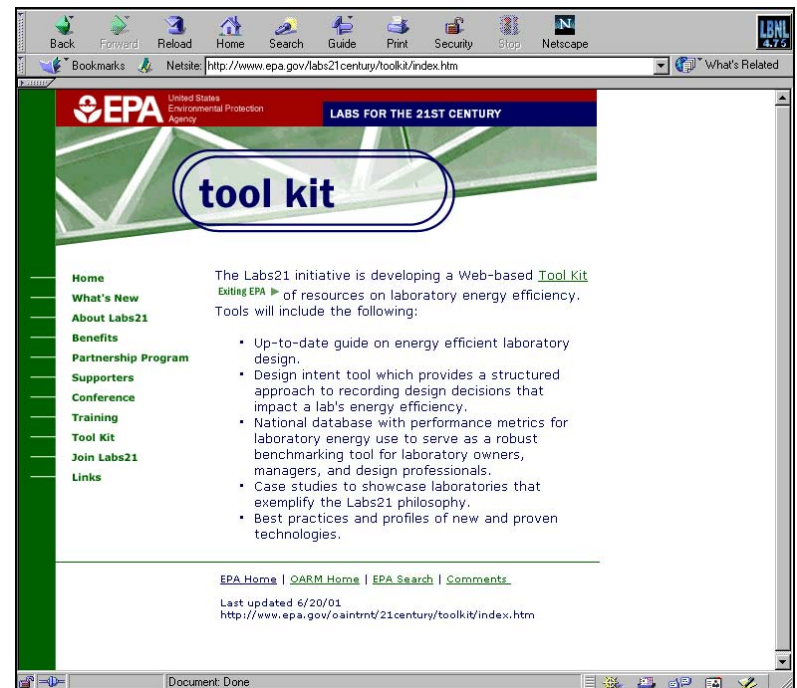 Back Forward Reload Home Search Guide Print Security Stop Netscape
N
LBNL
4.75
Bookmarks Netsite: http://www.epa.gov/labs21century/toolkit/index.htm What's Related
EPA
United States
Environmental Protection
Agency
LABS FOR THE 21ST CENTURY
tool kit
Home
What's New
About Labs21
Benefits
Partnership Program
Supporters
Conference
Training
Tool Kit
Join Labs21
Links
The Labs21 initiative is developing a Web-based Tool Kit
Exiting EPA of resources on laboratory energy efficiency.
Tools will include the following:
• Up-to-date guide on energy efficient laboratory
design.
• Design intent tool which provides a structured
approach to recording design decisions that
impact a lab's energy efficiency.
• National database with performance metrics for
laboratory energy use to serve as a robust
benchmarking tool for laboratory owners,
managers, and design professionals.
• Case studies to showcase laboratories that
exemplify the Labs21 philosophy.
• Best practices and profiles of new and proven
technologies.
EPA Home | OARM Home | EPA Search | Comments
Last updated 6/20/01
http://www.epa.gov/oaintrnt/21century/toolkit/index.htm
Document: Done